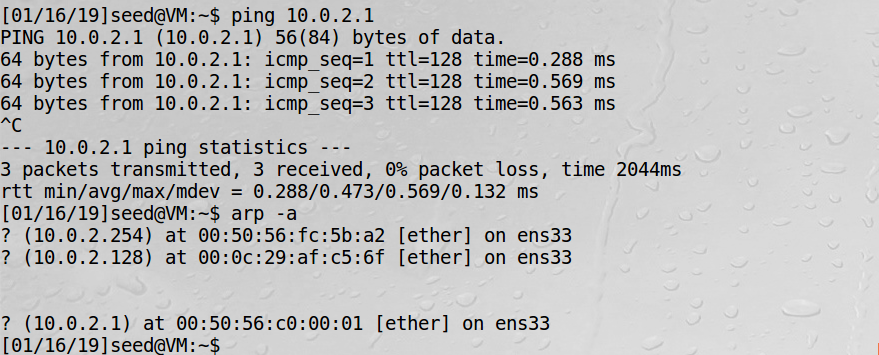 [01/16/19]seed@VM:~$ ping 10.0.2.1
PING 10.0.2.1 (10.0.2.1) 56(84) bytes of data.
64 bytes from 10.0.2.1: icmp_seq=1 ttl=128 time=0.288 ms
64 bytes from 10.0.2.1: icmp_seq=2 ttl=128 time=0.569 ms
64 bytes from 10.0.2.1: icmp_seq=3 ttl=128 time=0.563 ms
^C
--- 10.0.2.1 ping statistics ---
3 packets transmitted, 3 received, 0% packet loss, time 2044ms
rtt min/avg/max/mdev = 0.288/0.473/0.569/0.132 ms
[01/16/19]seed@VM:~$ arp -a
? (10.0.2.254) at 00:50:56:fc:5b:a2 [ether] on ens33
? (10.0.2.128) at 00:0c:29:af:c5:6f [ether] on ens33
? (10.0.2.1) at 00:50:56:c0:00:01 [ether] on ens33
[01/16/19]seed@VM:~$